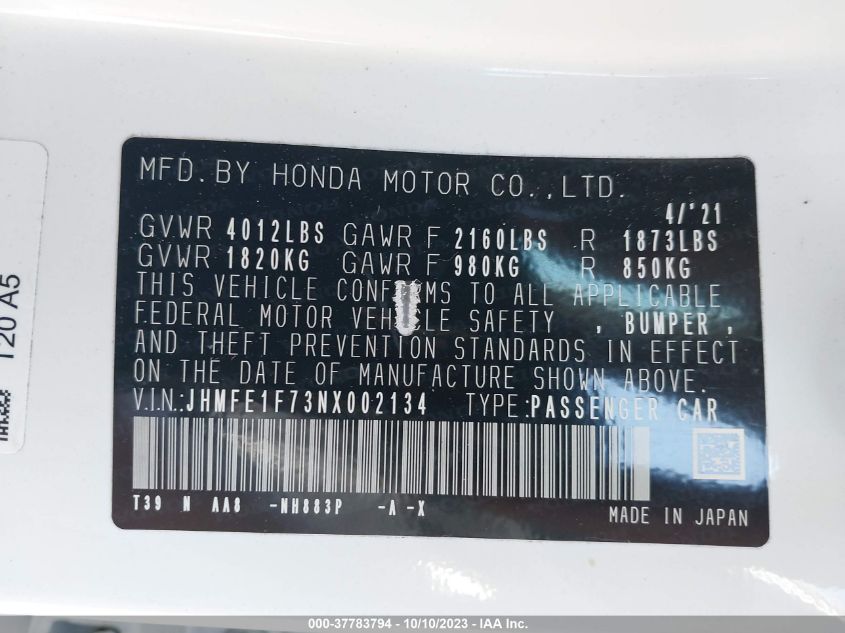 MFD.BY HONDA MOTOR CO.,LTD.
4/'21
GVWR 4012LBS GAWR F 2160LBS R 1873LBS
GVWR 1820KG GAWR F 980KG R 850KG
THIS VEHICLE CONFORMS TO ALL APPLICABLE
FEDERAL MOTOR VEHICLE SAFETY , BUMPER ,
AND THEFT PREVENTION STANDARDS IN EFFECT
ON THE DATE OF MANUFACTURE SHOWN ABOVE.
V.I.N.:JHMFE1F73NX002134 TYPE:PASSENGER CAR
T39 N AA8 -NH883P -A -X
MADE IN JAPAN
T20 A5
000-37783794 - 10/10/2023 - IAA Inc.